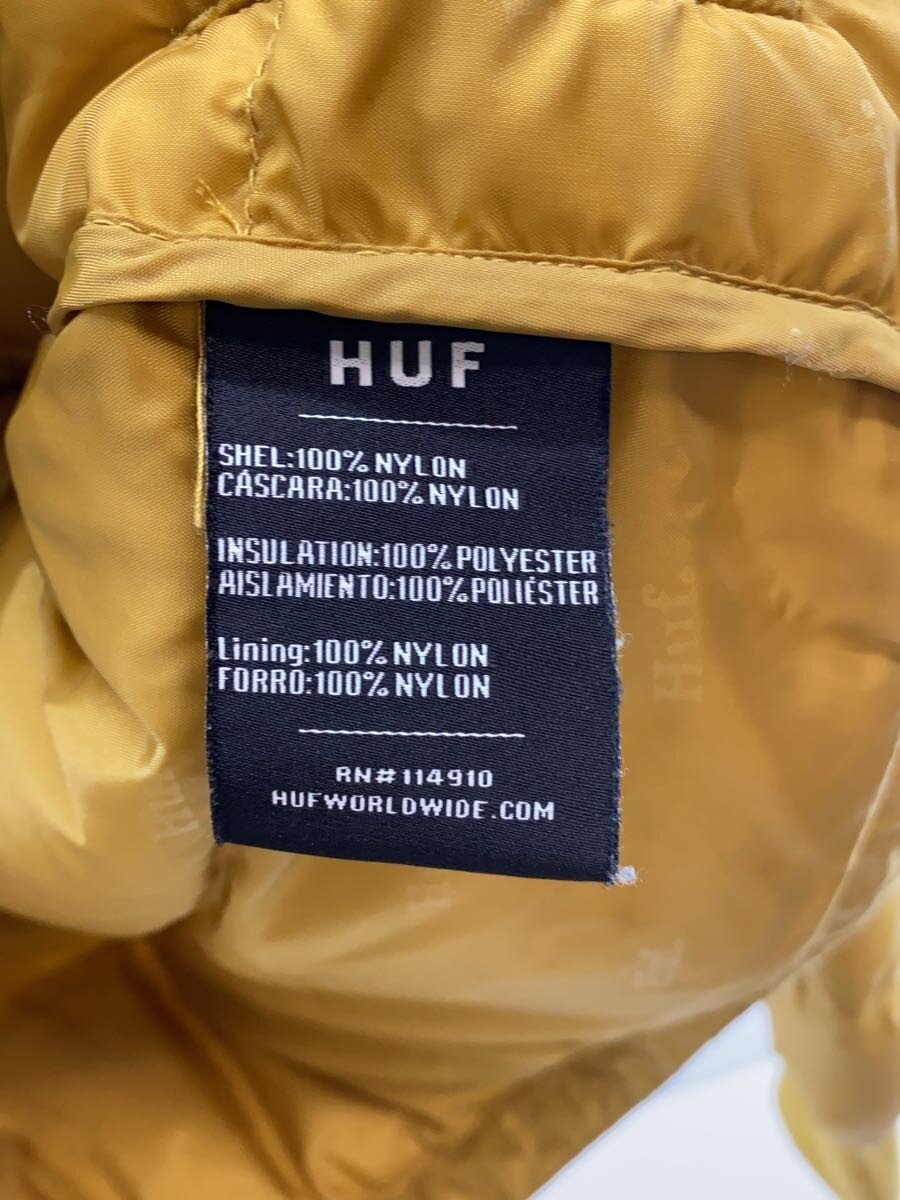 HUF
SHEL:100% NYLON
CÁSCARA:100% NYLON
INSULATION:100% POLYESTER
AISLAMIENTO:100% POLIÉSTER
Lining:100% NYLON
FORRO:100% NYLON
RN#114910
HUFWORLDWIDE.COM
Huf.